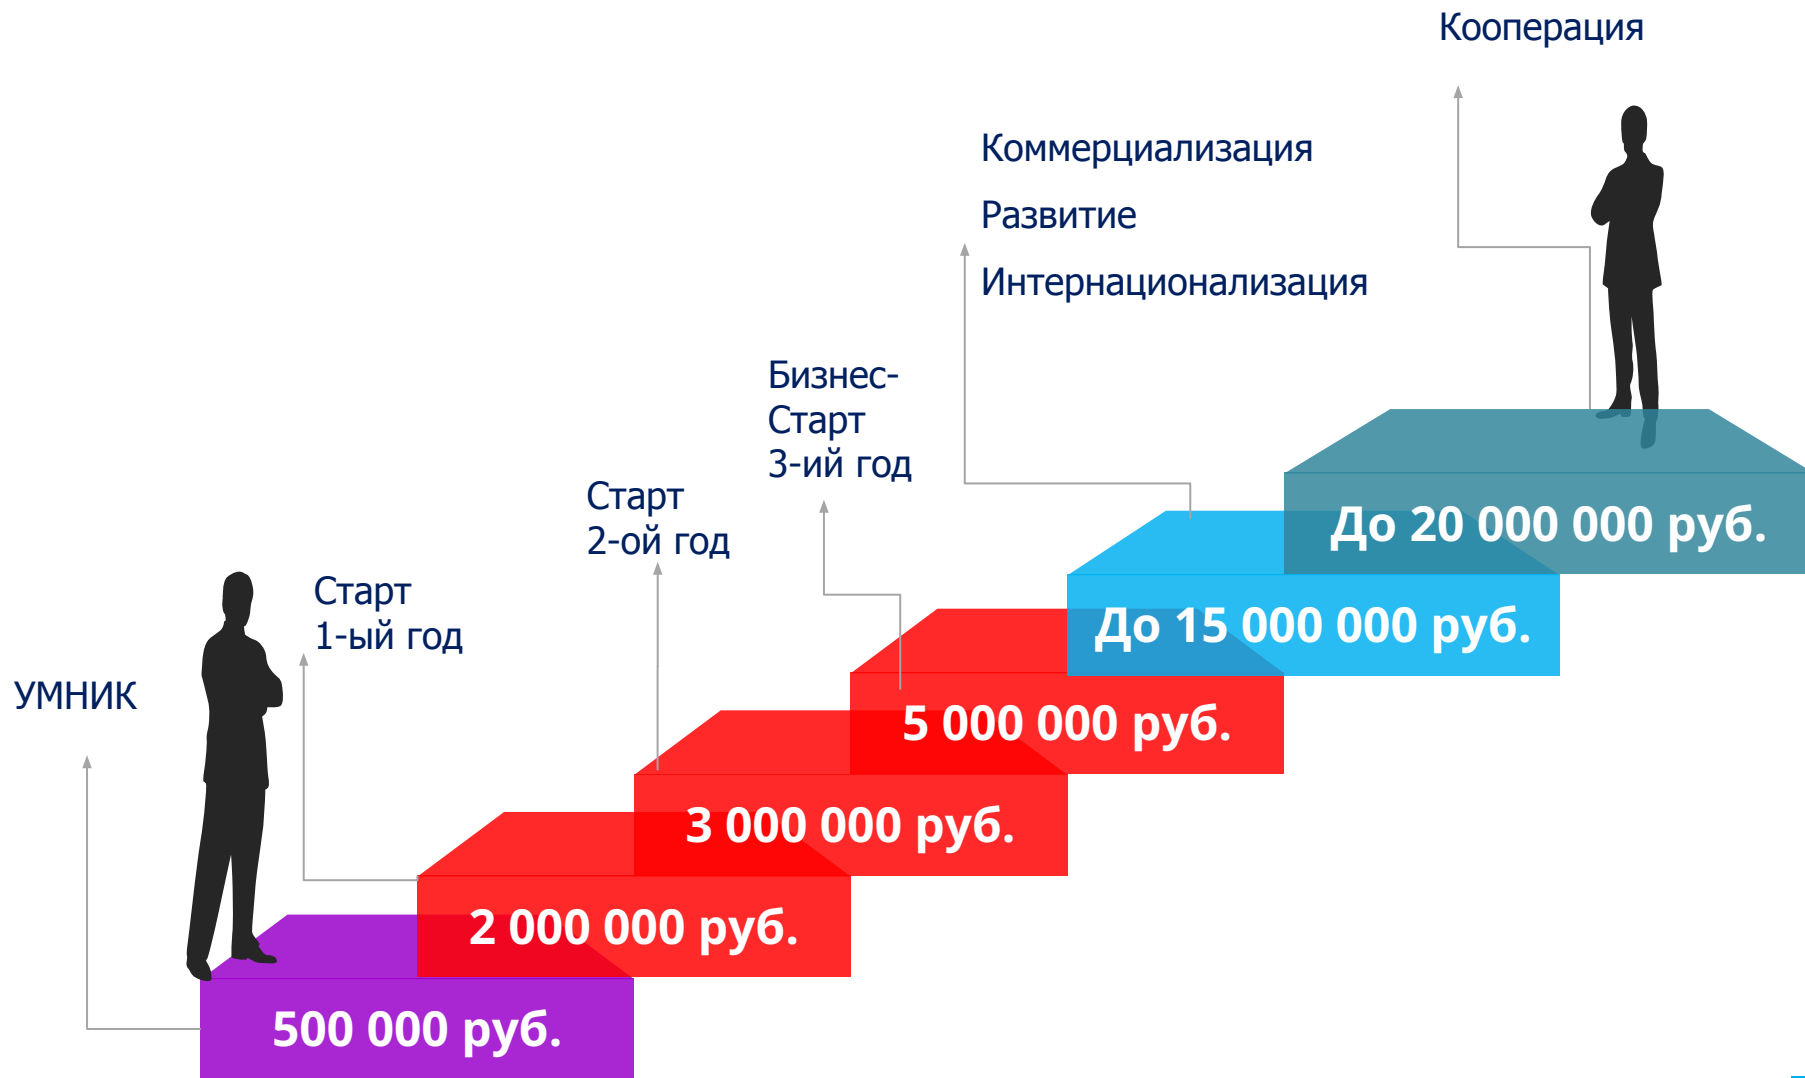 Кооперация
Коммерциализация
Развитие
Интернационализация
Бизнес-
Старт
3-ий год
Старт
2-ой год
Старт
1-ый год
УМНИК
До 20 000 000 руб.
До 15 000 000 руб.
5 000 000 руб.
3 000 000 руб.
2 000 000 руб.
500 000 руб.